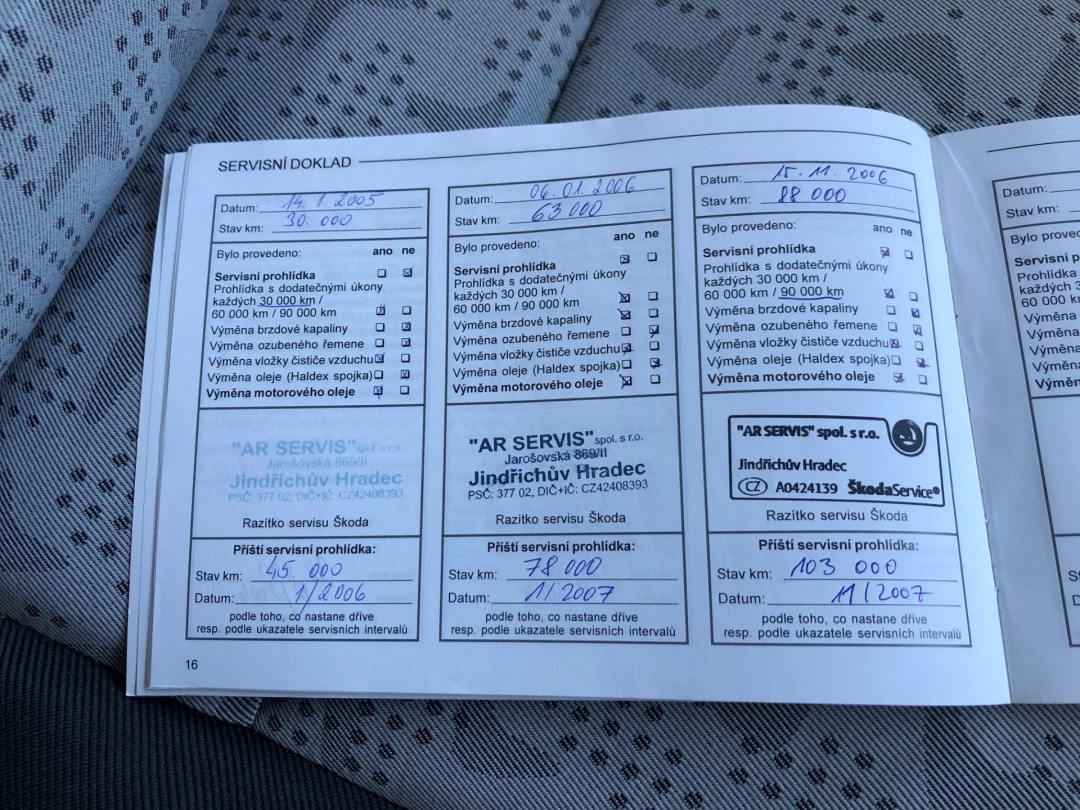 SERVISNÍ DOKLAD
Datum: 14. 1. 2005
Stav km: 30. 000
Bylo provedeno: ano ne
Servisní prohlídka
Prohlídka s dodatečnými úkony
každých 30 000 km /
60 000 km / 90 000 km
Výměna brzdové kapaliny
Výměna ozubeného řemene
Výměna vložky čističe vzduchu
Výměna oleje (Haldex spojka)
Výměna motorového oleje
"AR SERVIS" spol. s r.o.
Jarošovská 869/II
Jindřichův Hradec
PSČ: 377 02, DIČ+IČ: CZ42408393
Razítko servisu Škoda
Příští servisní prohlídka:
Stav km: 45. 000
Datum: 1/2006
podle toho, co nastane dříve
resp. podle ukazatele servisních intervalů
Datum: 06. 01. 2006
Stav km: 63 000
Bylo provedeno: ano ne
Servisní prohlídka
Prohlídka s dodatečnými úkony
každých 30 000 km /
60 000 km / 90 000 km
Výměna brzdové kapaliny
Výměna ozubeného řemene
Výměna vložky čističe vzduchu
Výměna oleje (Haldex spojka)
Výměna motorového oleje
"AR SERVIS" spol. s r.o.
Jarošovská 869/II
Jindřichův Hradec
PSČ: 377 02, DIČ+IČ: CZ42408393
Razítko servisu Škoda
Příští servisní prohlídka:
Stav km: 78 000
Datum: 1/2007
podle toho, co nastane dříve
resp. podle ukazatele servisních intervalů
Datum: 15. 11. 2006
Stav km: 88 000
Bylo provedeno: ano ne
Servisní prohlídka
Prohlídka s dodatečnými úkony
každých 30 000 km /
60 000 km / 90 000 km
Výměna brzdové kapaliny
Výměna ozubeného řemene
Výměna vložky čističe vzduchu
Výměna oleje (Haldex spojka)
Výměna motorového oleje
"AR SERVIS" spol. s r.o.
Jindřichův Hradec
CZ A0424139 ŠkodaService®
Razítko servisu Škoda
Příští servisní prohlídka:
Stav km: 103 000
Datum: 11/2007
podle toho, co nastane dříve
resp. podle ukazatele servisních intervalů
16
Datum:
Stav km:
Bylo
Servisní
Prohlídka
každých
60 000 km
Výměna
Výměna
Výměna
Výměna